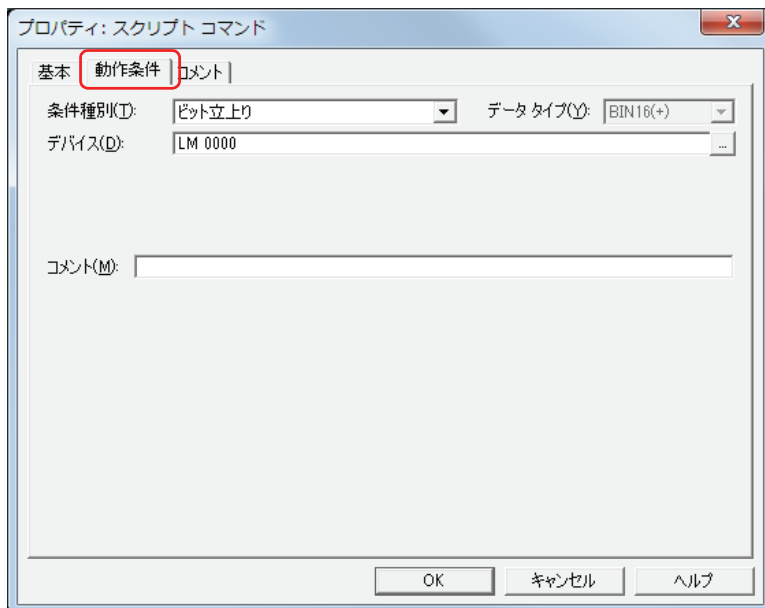 プロパティ: スクリプト コマンド
基本 動作条件 コメント
条件種別(T): ビット立上り データ タイプ(Y): BIN16(+)
デバイス(D): LM 0000 ...
コメント(M):
OK キャンセル ヘルプ